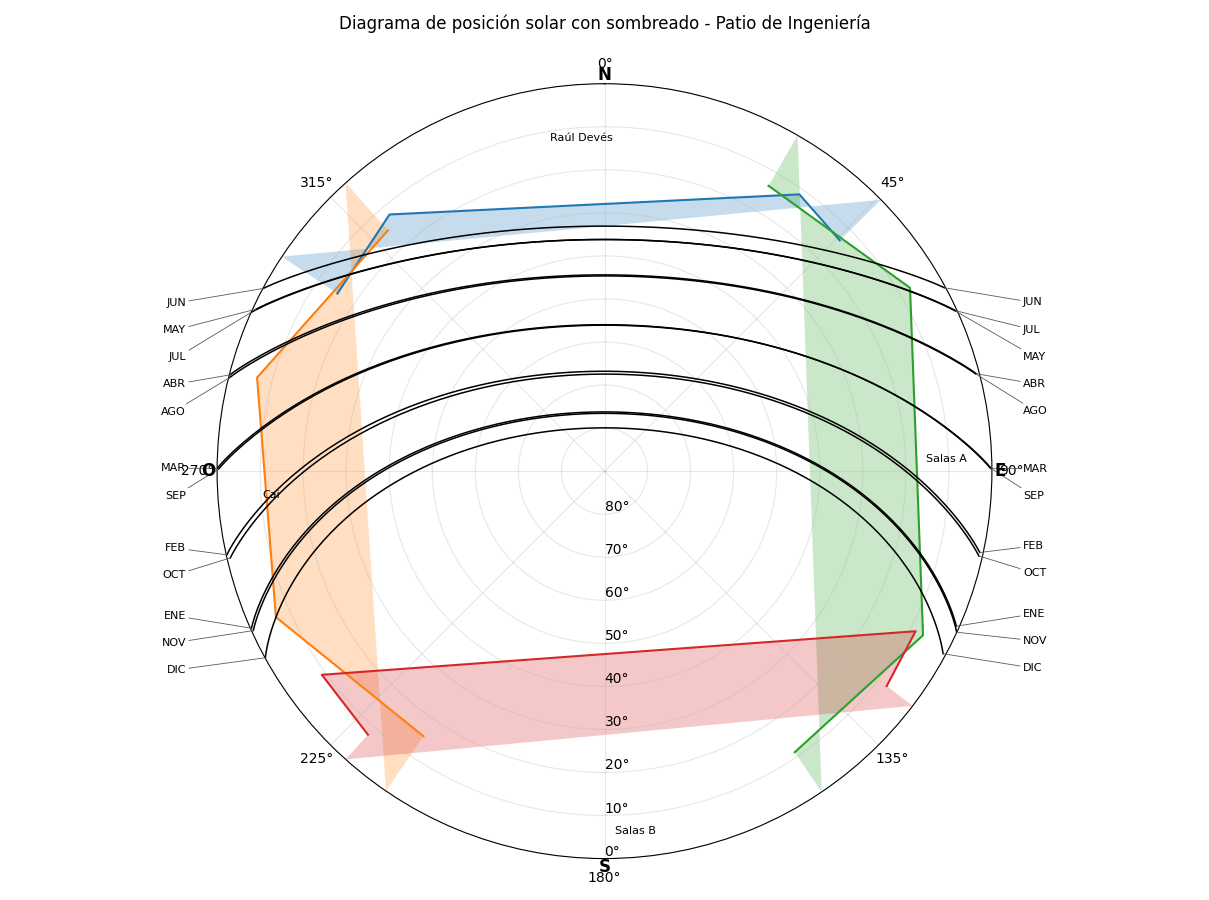 Diagrama de posición solar con sombreado - Patio de Ingeniería
0°
N
Raúl Devés
315°
45°
JUN
JUN
MAY
JUL
JUL
MAY
ABR
ABR
AGO
AGO
Salas A
MAR
270°
O
E
90°
MAR
SEP
SEP
80°
FEB
FEB
70°
OCT
OCT
60°
ENE
ENE
50°
NOV
NOV
DIC
DIC
40°
30°
225°
135°
20°
10°
Salas B
0°
S
180°